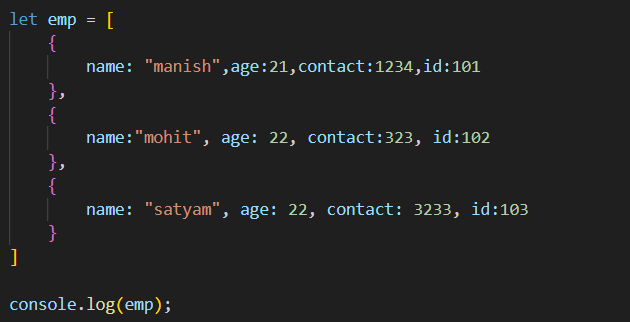 let emp = [
    {
        name: "manish",age:21,contact:1234,id:101
    },
    {
        name:"mohit", age: 22, contact:323, id:102
    },
    {
        name: "satyam", age: 22, contact: 3233, id:103
    }
]
console.log(emp);